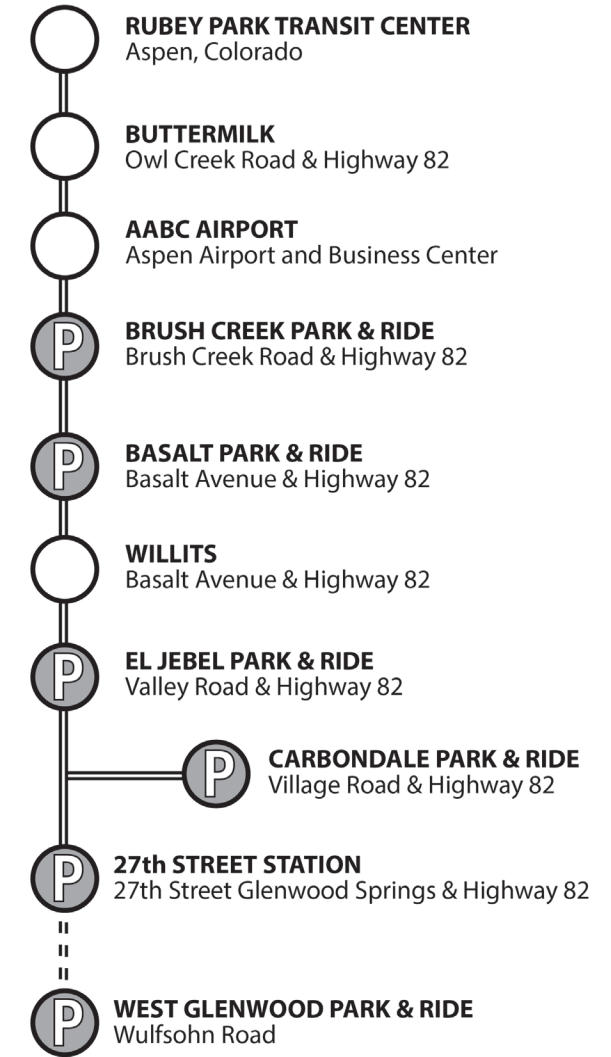 RUBEY PARK TRANSIT CENTER
Aspen, Colorado
BUTTERMILK
Owl Creek Road & Highway 82
AABC AIRPORT
Aspen Airport and Business Center
P
BRUSH CREEK PARK & RIDE
Brush Creek Road & Highway 82
P
BASALT PARK & RIDE
Basalt Avenue & Highway 82
WILLITS
Basalt Avenue & Highway 82
P
EL JEBEL PARK & RIDE
Valley Road & Highway 82
P
CARBONDALE PARK & RIDE
Village Road & Highway 82
P
27th STREET STATION
27th Street Glenwood Springs & Highway 82
P
WEST GLENWOOD PARK & RIDE
Wulfsohn Road